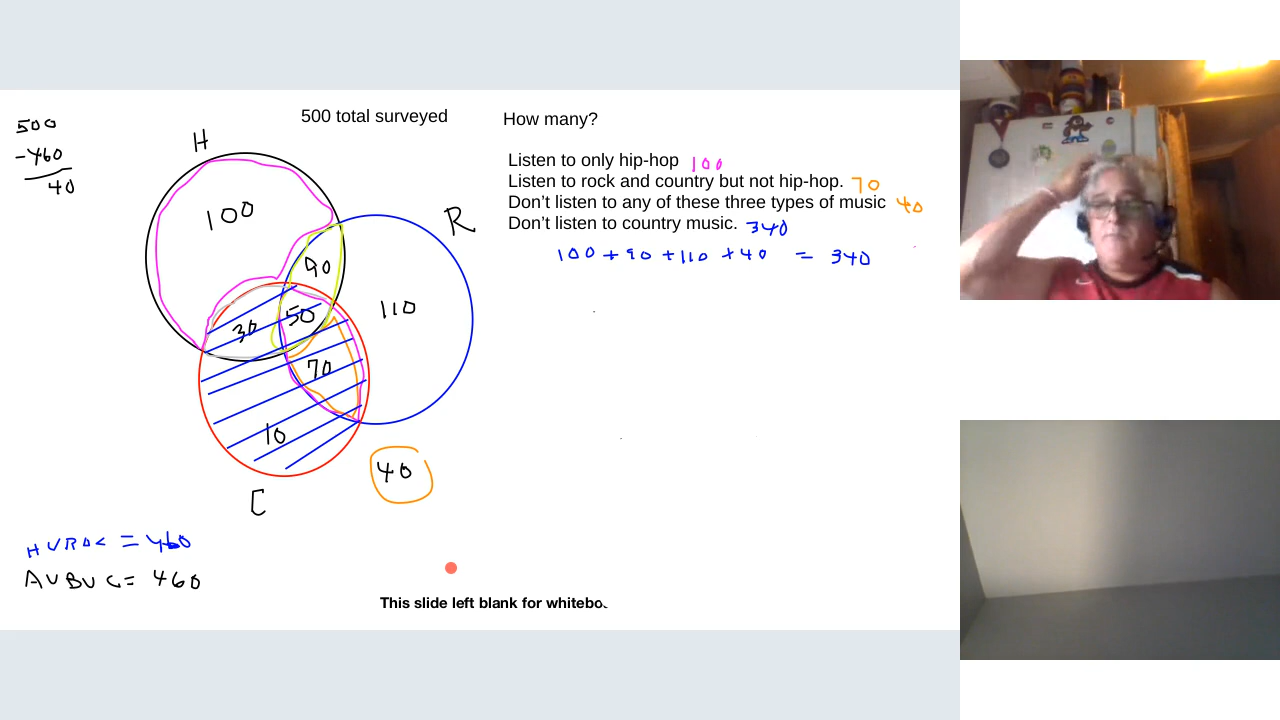 500
-460
40
500 total surveyed
How many?
H
R
C
100
90
110
30
50
70
10
40
Listen to only hip-hop 100
Listen to rock and country but not hip-hop. 70
Don't listen to any of these three types of music 40
Don't listen to country music. 340
100 + 90 + 110 + 40 = 340
= 460
AUBUC = 460
This slide left blank for